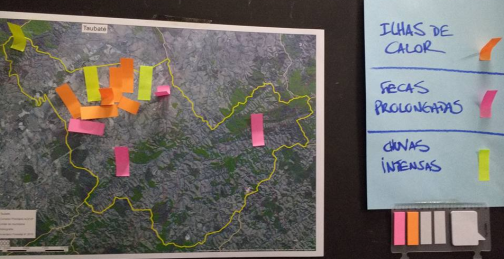 Taubaté
ILHAS DE
CALOR
SECAS
PROLONGADAS
CHUVAS
INTENSAS